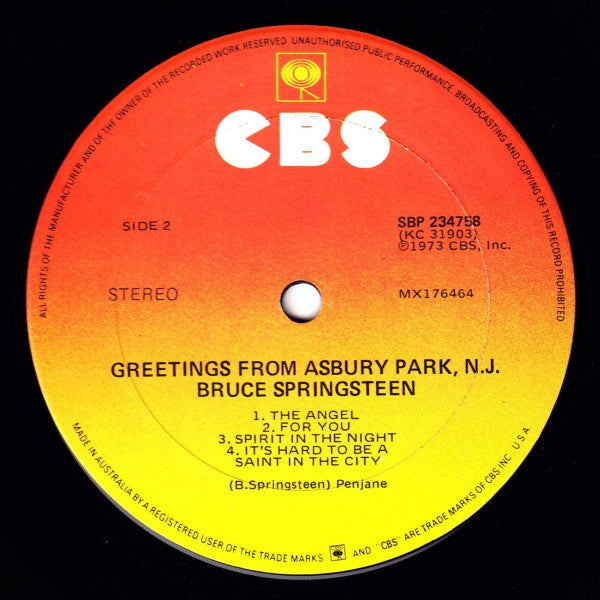 ALL RIGHTS OF THE MANUFACTURER AND OF THE OWNER OF THE RECORDED WORK RESERVED UNAUTHORISED PUBLIC PERFORMANCE, BROADCASTING AND COPYING OF THIS RECORD PROHIBITED
CBS
SIDE 2
SBP 234758
(KC 31903)
℗1973 CBS, Inc.
STEREO
MX176464
GREETINGS FROM ASBURY PARK, N.J.
BRUCE SPRINGSTEEN
1. THE ANGEL
2. FOR YOU
3. SPIRIT IN THE NIGHT
4. IT'S HARD TO BE A
SAINT IN THE CITY
(B.Springsteen) Penjane
MADE IN AUSTRALIA BY A REGISTERED USER OF THE TRADE MARKS AND "CBS" ARE TRADE MARKS OF CBS INC. U S A